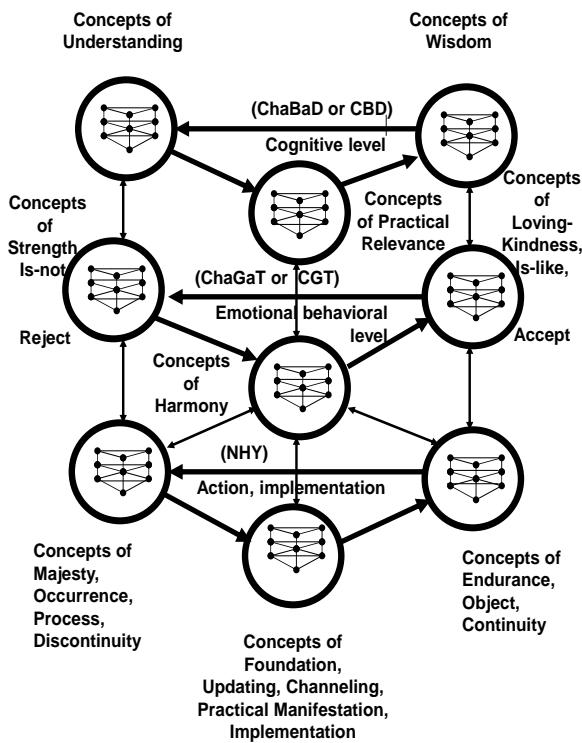 Concepts of
Understanding
Concepts of
Wisdom
(ChaBaD or CBD)
Cognitive level
Concepts
of
Strength
Is-not
Concepts
of Practical
Relevance
Concepts
of
Loving-
Kindness,
Is-like,
(ChaGaT or CGT)
Emotional behavioral
level
Reject
Accept
Concepts
of
Harmony
(NHY)
Action, implementation
Concepts of
Majesty,
Occurrence,
Process,
Discontinuity
Concepts of
Endurance,
Object,
Continuity
Concepts of
Foundation,
Updating, Channeling,
Practical Manifestation,
Implementation